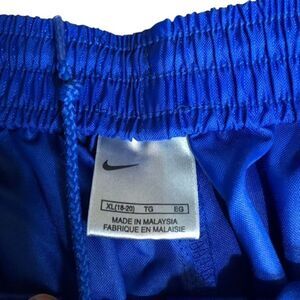 XL(18-20) TG EG
MADE IN MALAYSIA
FABRIQUE EN MALAISIE